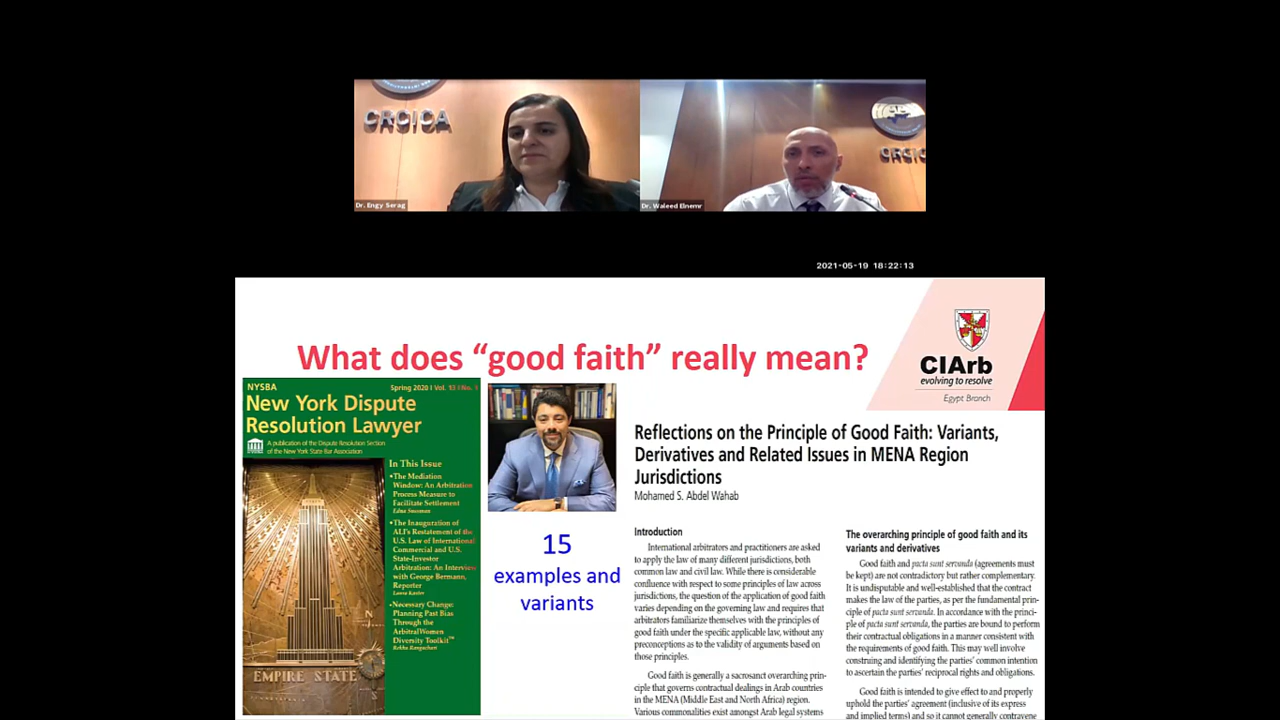 CRCICA
CRCIC
Dr. Engy Serag
Dr. Waleed Elnemr
2021-05-19 18:22:13
What does “good faith” really mean?
CIArb
evolving to resolve
Egypt Branch
NYSBA
Spring 2020 | Vol. 13 | No. 1
New York Dispute
Resolution Lawyer
A publication of the Dispute Resolution Section
of the New York State Bar Association
In This Issue
•The Mediation
Window: An Arbitration
Process Measure to
Facilitate Settlement
Edna Sussman
•The Inauguration of
ALI's Restatement of the
U.S. Law of International
Commercial and U.S.
State-Investor
Arbitration: An Interview
with George Bermann,
Reporter
•Necessary Change:
Planning Past Bias
Through the
ArbitralWomen
Diversity Toolkit™
Rekha Rangachari
EMPIRE STATE
15
examples and
variants
Reflections on the Principle of Good Faith: Variants,
Derivatives and Related Issues in MENA Region
Jurisdictions
Mohamed S. Abdel Wahab
Introduction
International arbitrators and practitioners are asked
to apply the law of many different jurisdictions, both
common law and civil law. While there is considerable
confluence with respect to some principles of law across
jurisdictions, the question of the application of good faith
varies depending on the governing law and requires that
arbitrators familiarize themselves with the principles of
good faith under the specific applicable law, without any
preconceptions as to the validity of arguments based on
those principles.
Good faith is generally a sacrosanct overarching prin-
ciple that governs contractual dealings in Arab countries
in the MENA (Middle East and North Africa) region.
Various commonalities exist amongst Arab legal systems
The overarching principle of good faith and its
variants and derivatives
Good faith and pacta sunt servanda (agreements must
be kept) are not contradictory but rather complementary.
It is undisputable and well-established that the contract
makes the law of the parties, as per the fundamental prin-
ciple of pacta sunt servanda. In accordance with the princi-
ple of pacta sunt servanda, the parties are bound to perform
their contractual obligations in a manner consistent with
the requirements of good faith. This may well involve
construing and identifying the parties' common intention
to ascertain the parties' reciprocal rights and obligations.
Good faith is intended to give effect to and properly
uphold the parties' agreement (inclusive of its express
and implied terms) and so it cannot generally contravene